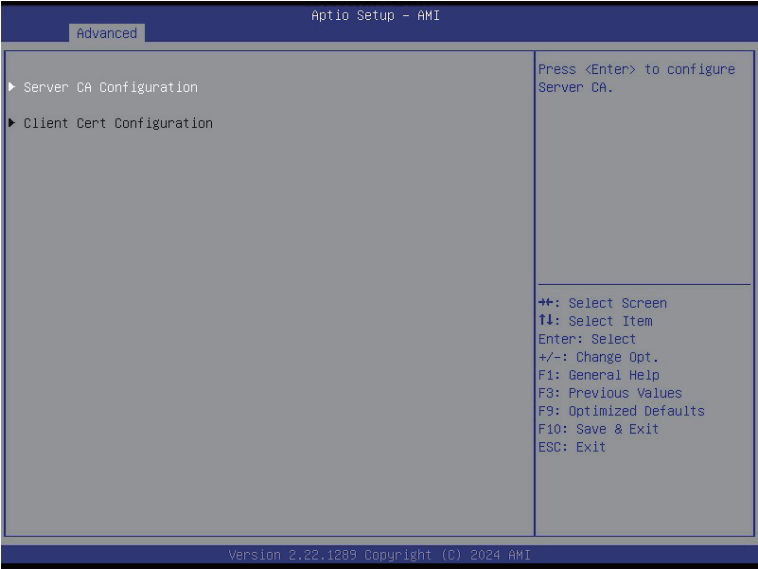 Aptio Setup – AMI
Advanced
Server CA Configuration
Client Cert Configuration
Press <Enter> to configure
Server CA.
→←: Select Screen
↑↓: Select Item
Enter: Select
+/-: Change Opt.
F1: General Help
F3: Previous Values
F9: Optimized Defaults
F10: Save & Exit
ESC: Exit
Version 2.22.1289 Copyright (C) 2024 AMI